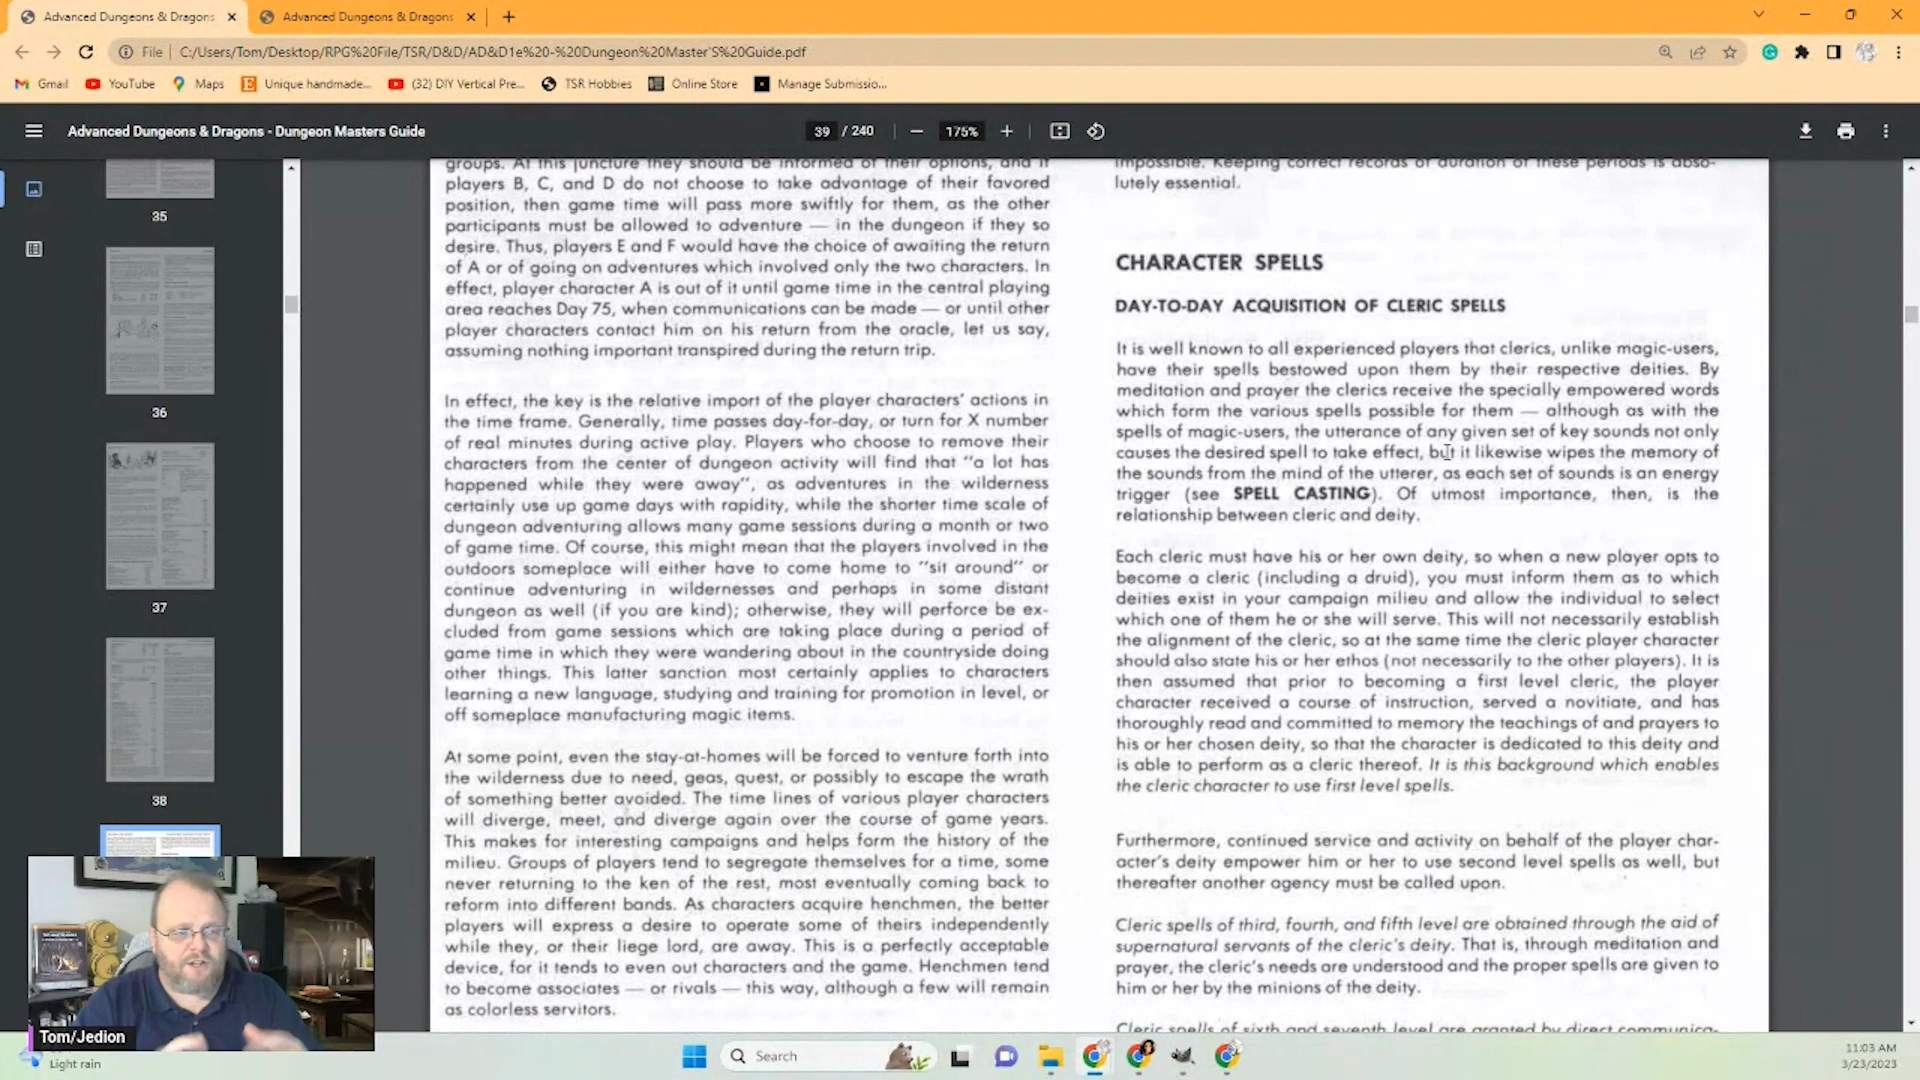 Advanced Dungeons & Dragons
Advanced Dungeons & Dragons
File
C:/Users/Tom/Desktop/RPG%20File/TSR/D&D/AD&D1e%20-%20Dungeon%20Master'S%20Guide.pdf
Gmail
YouTube
Maps
Unique handmade...
(32) DIY Vertical Pre...
TSR Hobbies
Online Store
Manage Submissio...
Advanced Dungeons & Dragons - Dungeon Masters Guide
39 / 240
175%
35
36
37
38
groups. At this juncture they should be informed of their options, and if
players B, C, and D do not choose to take advantage of their favored
position, then game time will pass more swiftly for them, as the other
participants must be allowed to adventure — in the dungeon if they so
desire. Thus, players E and F would have the choice of awaiting the return
of A or of going on adventures which involved only the two characters. In
effect, player character A is out of it until game time in the central playing
area reaches Day 75, when communications can be made — or until other
player characters contact him on his return from the oracle, let us say,
assuming nothing important transpired during the return trip.
In effect, the key is the relative import of the player characters' actions in
the time frame. Generally, time passes day-for-day, or turn for X number
of real minutes during active play. Players who choose to remove their
characters from the center of dungeon activity will find that "a lot has
happened while they were away", as adventures in the wilderness
certainly use up game days with rapidity, while the shorter time scale of
dungeon adventuring allows many game sessions during a month or two
of game time. Of course, this might mean that the players involved in the
outdoors someplace will either have to come home to "sit around" or
continue adventuring in wildernesses and perhaps in some distant
dungeon as well (if you are kind); otherwise, they will perforce be ex-
cluded from game sessions which are taking place during a period of
game time in which they were wandering about in the countryside doing
other things. This latter sanction most certainly applies to characters
learning a new language, studying and training for promotion in level, or
off someplace manufacturing magic items.
At some point, even the stay-at-homes will be forced to venture forth into
the wilderness due to need, geas, quest, or possibly to escape the wrath
of something better avoided. The time lines of various player characters
will diverge, meet, and diverge again over the course of game years.
This makes for interesting campaigns and helps form the history of the
milieu. Groups of players tend to segregate themselves for a time, some
never returning to the ken of the rest, most eventually coming back to
reform into different bands. As characters acquire henchmen, the better
players will express a desire to operate some of theirs independently
while they, or their liege lord, are away. This is a perfectly acceptable
device, for it tends to even out characters and the game. Henchmen tend
to become associates — or rivals — this way, although a few will remain
as colorless servitors.
impossible. Keeping correct records of duration of these periods is abso-
lutely essential.
CHARACTER SPELLS
DAY-TO-DAY ACQUISITION OF CLERIC SPELLS
It is well known to all experienced players that clerics, unlike magic-users,
have their spells bestowed upon them by their respective deities. By
meditation and prayer the clerics receive the specially empowered words
which form the various spells possible for them — although as with the
spells of magic-users, the utterance of any given set of key sounds not only
causes the desired spell to take effect, but it likewise wipes the memory of
the sounds from the mind of the utterer, as each set of sounds is an energy
trigger (see SPELL CASTING). Of utmost importance, then, is the
relationship between cleric and deity.
Each cleric must have his or her own deity, so when a new player opts to
become a cleric (including a druid), you must inform them as to which
deities exist in your campaign milieu and allow the individual to select
which one of them he or she will serve. This will not necessarily establish
the alignment of the cleric, so at the same time the cleric player character
should also state his or her ethos (not necessarily to the other players). It is
then assumed that prior to becoming a first level cleric, the player
character received a course of instruction, served a novitiate, and has
thoroughly read and committed to memory the teachings of and prayers to
his or her chosen deity, so that the character is dedicated to this deity and
is able to perform as a cleric thereof. It is this background which enables
the cleric character to use first level spells.
Furthermore, continued service and activity on behalf of the player char-
acter's deity empower him or her to use second level spells as well, but
thereafter another agency must be called upon.
Cleric spells of third, fourth, and fifth level are obtained through the aid of
supernatural servants of the cleric's deity. That is, through meditation and
prayer, the cleric's needs are understood and the proper spells are given to
him or her by the minions of the deity.
Cleric spells of sixth and seventh level are granted by direct communica-
Tom/Jedion
Light rain
Search
11:03 AM
3/23/2023